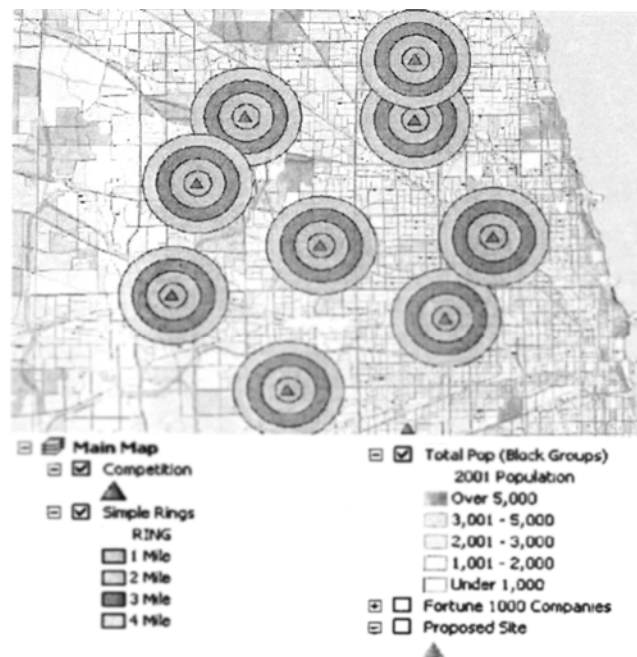 Main Map
Competition
Simple Rings
RING
1 Mile
2 Mile
3 Mile
4 Mile
Total Pop (Block Groups)
2001 Population
Over 5,000
3,001 - 5,000
2,001 - 3,000
1,001 - 2,000
Under 1,000
Fortune 1000 Companies
Proposed Site